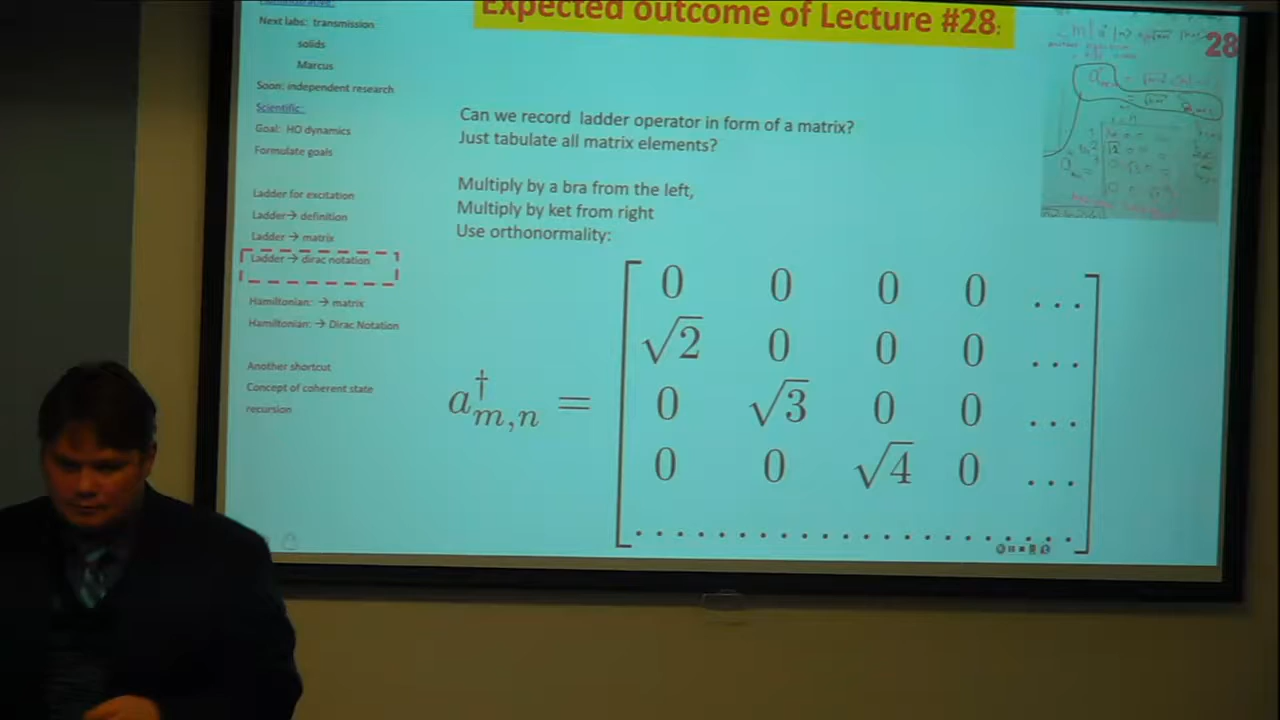 Expected outcome of Lecture #28:
28
Next labs: transmission
solids
Marcus
Soon: independent research
Scientific:
Goal: HO dynamics
Formulate goals
Ladder for excitation
Ladder→ definition
Ladder → matrix
Ladder → dirac notation
Hamiltonian: → matrix
Hamiltonian: → Dirac Notation
Another shortcut
Concept of coherent state
recursion
Can we record ladder operator in form of a matrix?
Just tabulate all matrix elements?
Multiply by a bra from the left,
Multiply by ket from right
Use orthonormality:
a†m,n =
0 0 0 0 ...
√2 0 0 0 ...
0 √3 0 0 ...
0 0 √4 0 ...